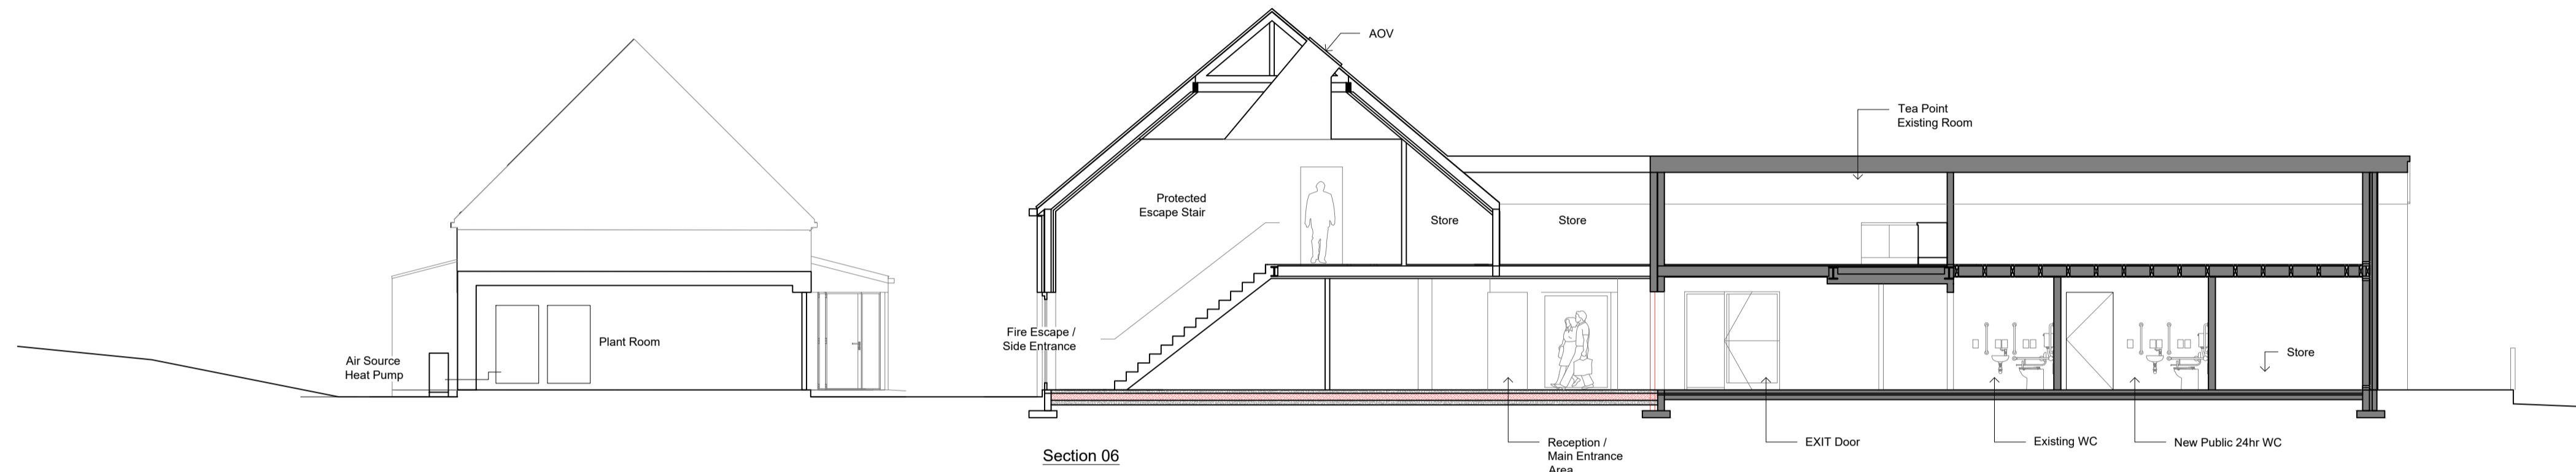 AOV
Tea Point
Existing Room
Protected
Escape Stair
Store
Store
Fire Escape /
Side Entrance
Plant Room
Air Source
Heat Pump
Store
Reception /
Main Entrance
Area
EXIT Door
Existing WC
New Public 24hr WC
Section 06